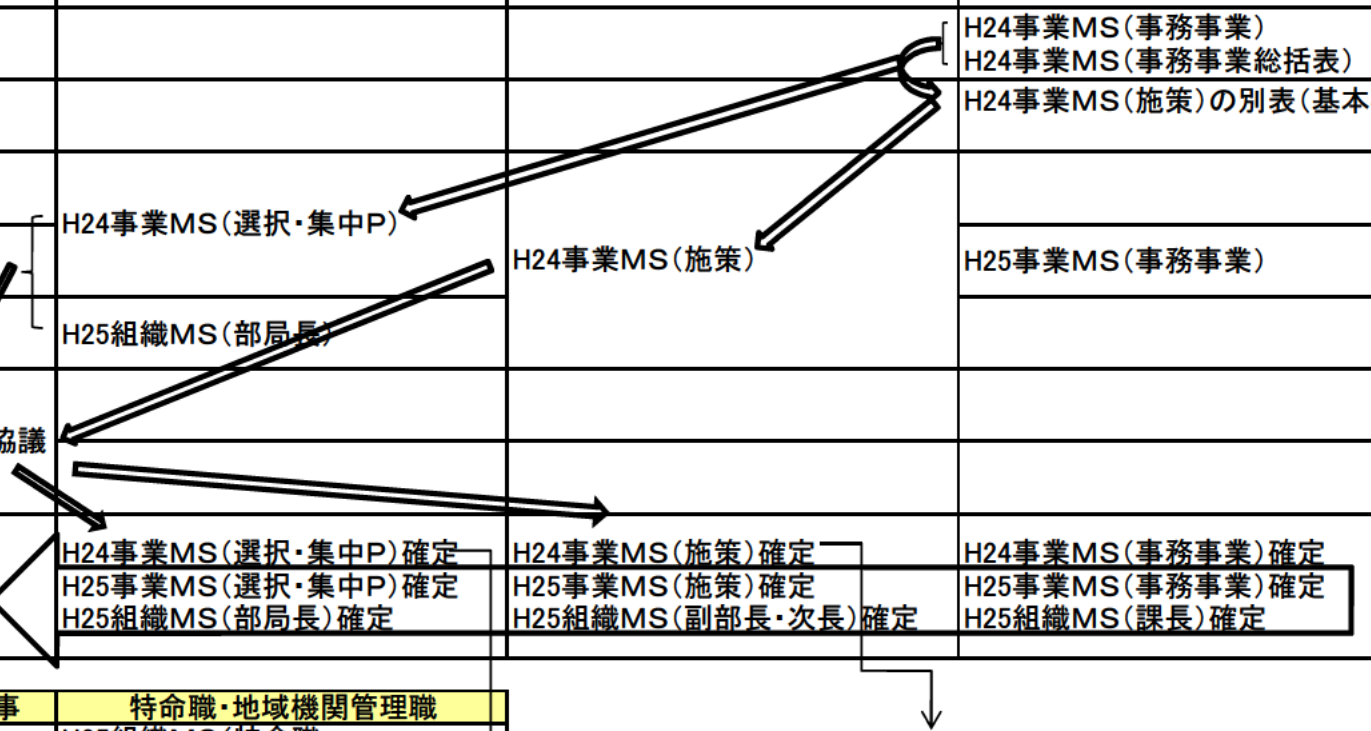 H24事業MS(事務事業)
H24事業MS(事務事業総括表)
H24事業MS(施策)の別表(基本
H24事業MS(選択・集中P)
H24事業MS(施策)
H25事業MS(事務事業)
H25組織MS(部局長)
協議
H24事業MS(選択・集中P)確定
H24事業MS(施策)確定
H24事業MS(事務事業)確定
H25事業MS(選択・集中P)確定
H25事業MS(施策)確定
H25事業MS(事務事業)確定
H25組織MS(部局長)確定
H25組織MS(副部長・次長)確定
H25組織MS(課長)確定
事
特命職・地域機関管理職